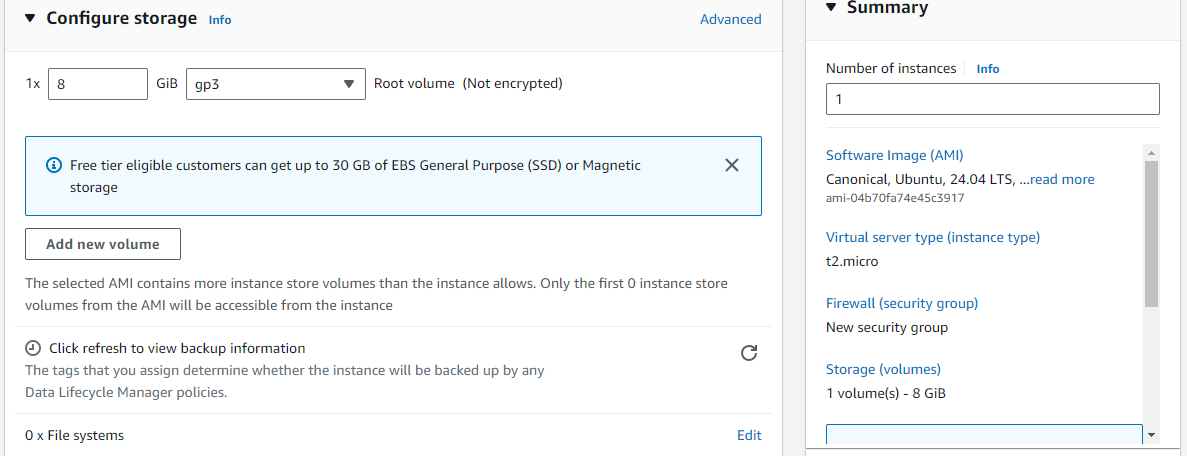 Configure storage Info
Advanced
1x 8 GiB gp3 Root volume (Not encrypted)
Free tier eligible customers can get up to 30 GB of EBS General Purpose (SSD) or Magnetic
storage
Add new volume
The selected AMI contains more instance store volumes than the instance allows. Only the first 0 instance store
volumes from the AMI will be accessible from the instance
Click refresh to view backup information
The tags that you assign determine whether the instance will be backed up by any
Data Lifecycle Manager policies.
0 x File systems
Edit
Summary
Number of instances Info
1
Software Image (AMI)
Canonical, Ubuntu, 24.04 LTS, ...read more
ami-04b70fa74e45c3917
Virtual server type (instance type)
t2.micro
Firewall (security group)
New security group
Storage (volumes)
1 volume(s) - 8 GiB